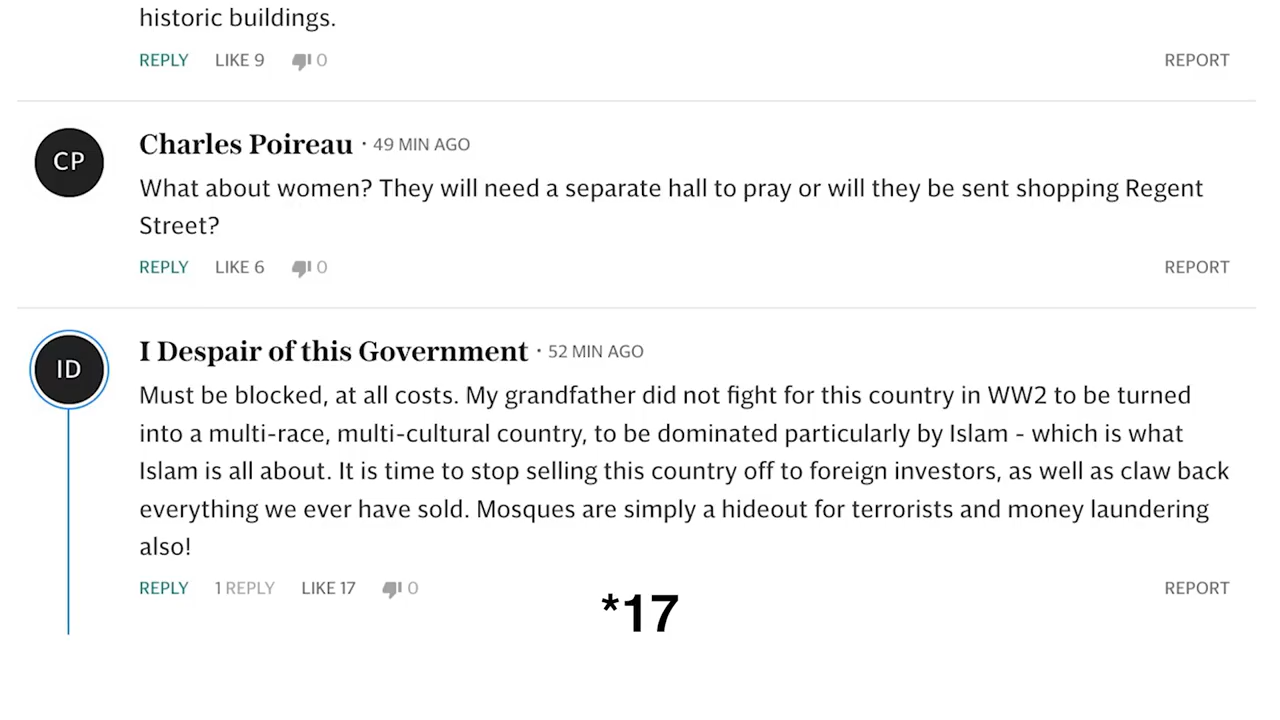 historic buildings.
REPLY LIKE 9 0 REPORT
CP
Charles Poireau · 49 MIN AGO
What about women? They will need a separate hall to pray or will they be sent shopping Regent
Street?
REPLY LIKE 6 0 REPORT
ID
I Despair of this Government · 52 MIN AGO
Must be blocked, at all costs. My grandfather did not fight for this country in WW2 to be turned
into a multi-race, multi-cultural country, to be dominated particularly by Islam - which is what
Islam is all about. It is time to stop selling this country off to foreign investors, as well as claw back
everything we ever have sold. Mosques are simply a hideout for terrorists and money laundering
also!
REPLY 1 REPLY LIKE 17 0 REPORT
*17